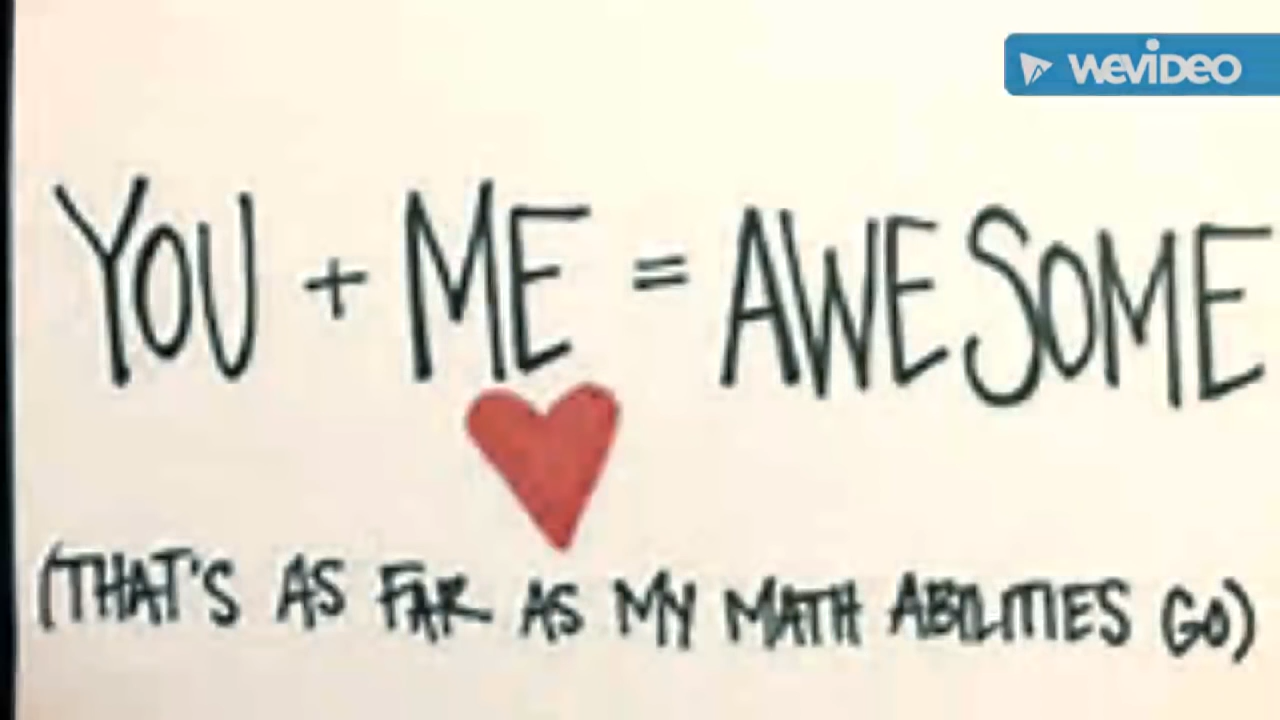 WEVIDEO
YOU + ME = AWESOME
(THAT'S AS FAR AS MY MATH ABILITIES GO)